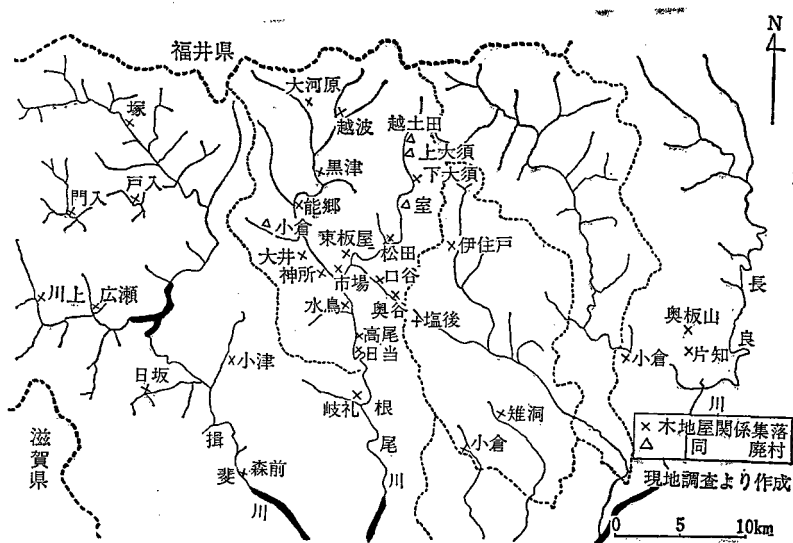 福井県
N
大河原
塚
越波
越土田
上大須
下大須
黒津
戸入
門入
能郷
室
小倉
東板屋
松田
伊住戸
大井
神所
市場
口谷
川上
広瀬
水鳥
奥谷
塩後
長良川
奥板山
高尾
日当
小倉
片知
小津
日坂
岐礼
根尾川
雉洞
小倉
揖斐川
森前
滋賀県
× 木地屋関係集落
△ 同 廃村
現地調査より作成
0 5 10km